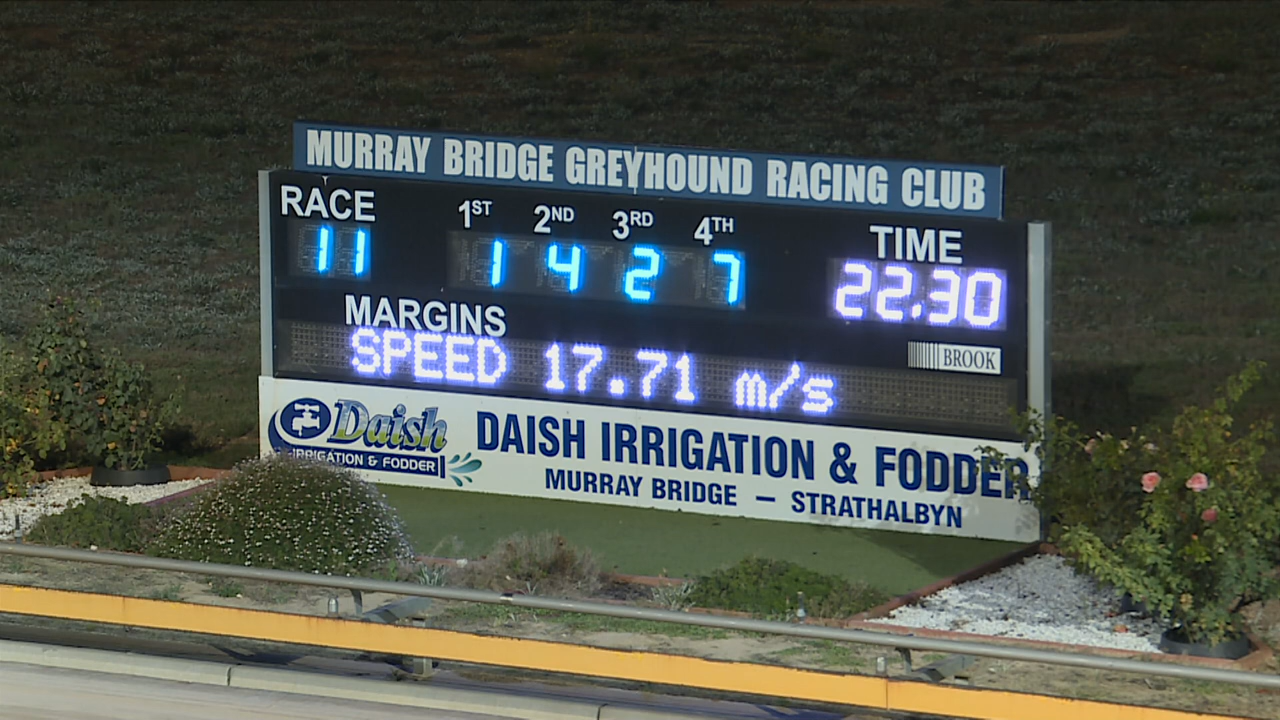 MURRAY BRIDGE GREYHOUND RACING CLUB
RACE 1ST 2ND 3RD 4TH TIME
11 1 4 2 7 22.30
MARGINS
BROOK
SPEED 17.71 m/s
Daish
IRRIGATION & FODDER
DAISH IRRIGATION & FODDER
MURRAY BRIDGE – STRATHALBYN